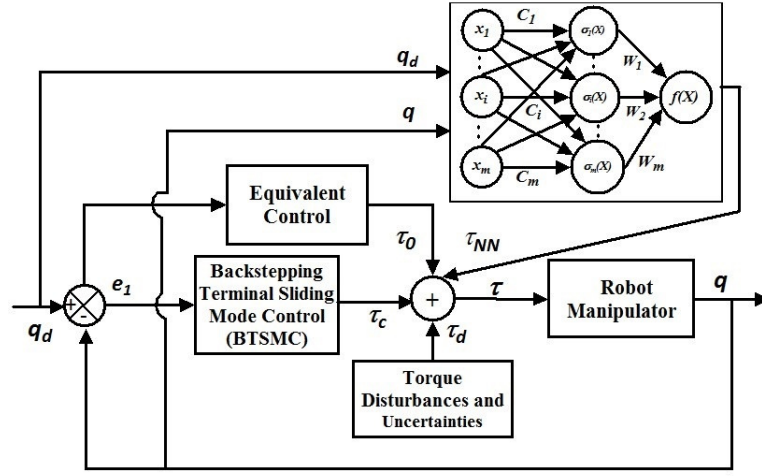 x1 C1 σ1(X)
W1
qd
xi σi(X) W2 f(X)
q Ci
Wm
xm Cm σm(X)
Equivalent
Control
τ0 τNN
Backstepping
Terminal Sliding
Mode Control
(BTSMC)
e1
+
-
qd
τc
+
τ
Robot
Manipulator
q
τd
Torque
Disturbances and
Uncertainties